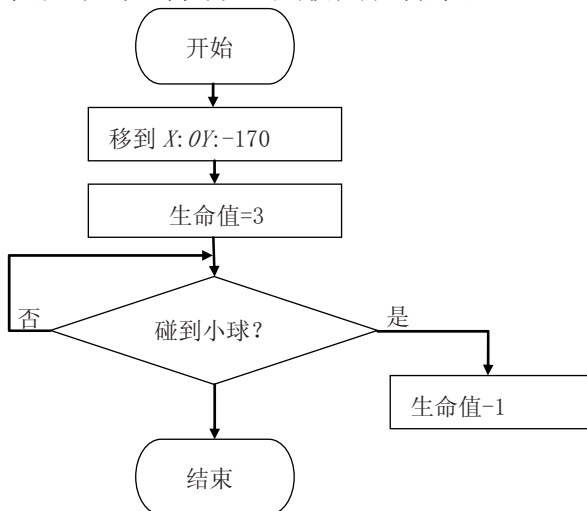 开始
移到 X:0Y:-170
生命值=3
碰到小球？
否
是
生命值-1
结束